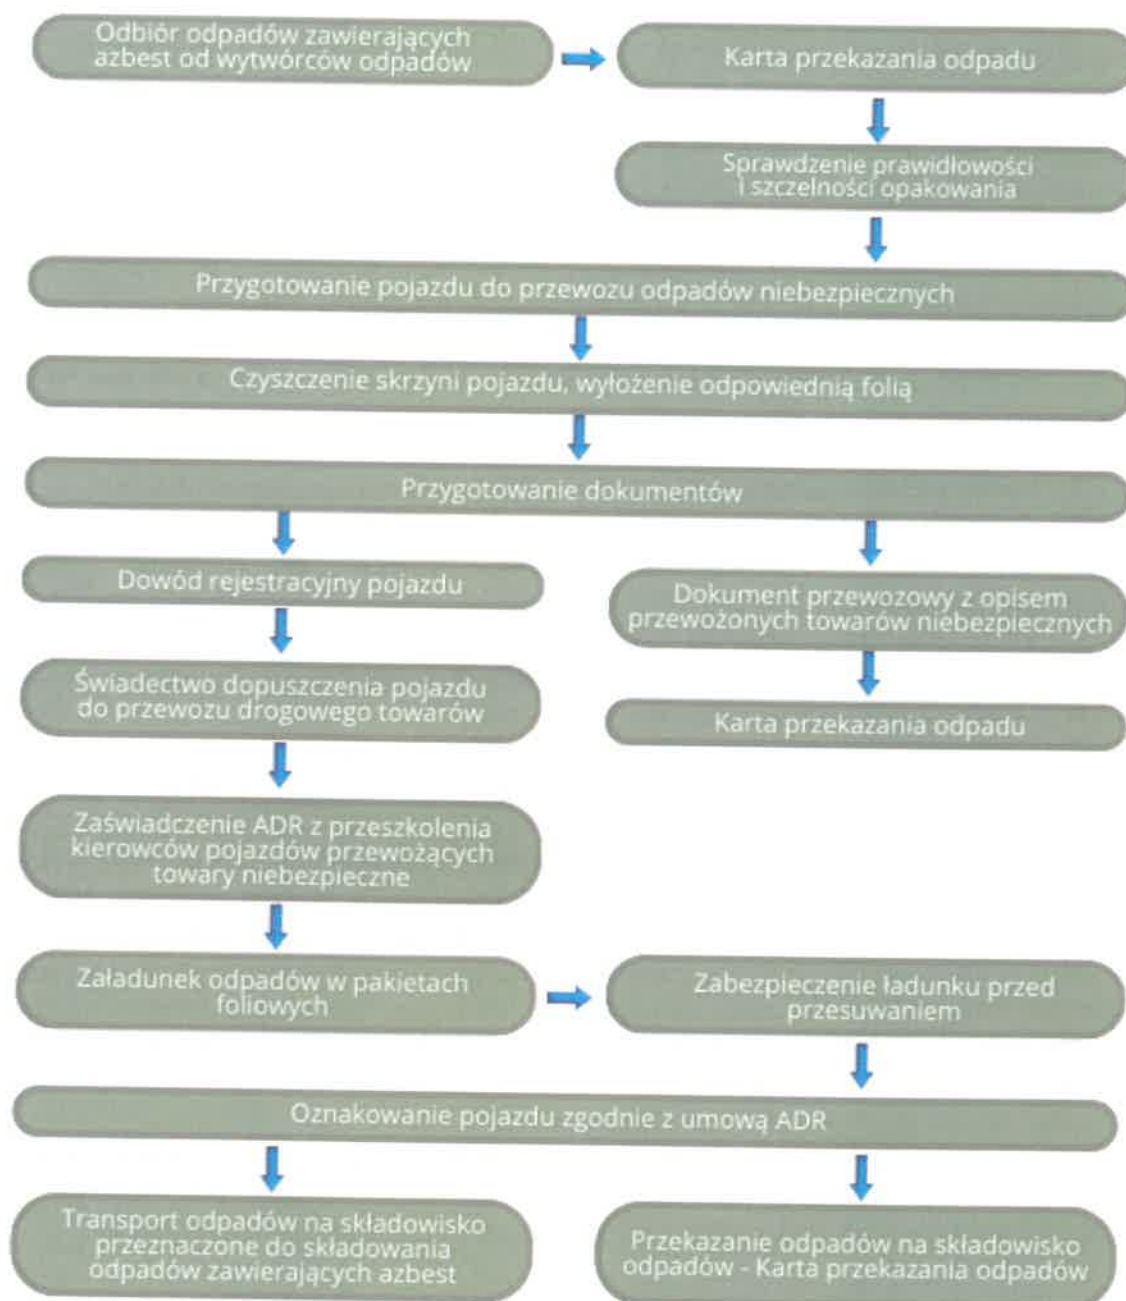 Odbiór odpadów zawierających
azbest od wytwórców odpadów
Karta przekazania odpadu
Sprawdzenie prawidłowości
i szczelności opakowania
Przygotowanie pojazdu do przewozu odpadów niebezpiecznych
Czyszczenie skrzyni pojazdu, wyłożenie odpowiednią folią
Przygotowanie dokumentów
Dowód rejestracyjny pojazdu
Dokument przewozowy z opisem
przewożonych towarów niebezpiecznych
Świadectwo dopuszczenia pojazdu
do przewozu drogowego towarów
Karta przekazania odpadu
Zaświadczenie ADR z przeszkolenia
kierowców pojazdów przewożących
towary niebezpieczne
Załadunek odpadów w pakietach
foliowych
Zabezpieczenie ładunku przed
przesuwaniem
Oznakowanie pojazdu zgodnie z umową ADR
Transport odpadów na składowisko
przeznaczone do składowania
odpadów zawierających azbest
Przekazanie odpadów na składowisko
odpadów - Karta przekazania odpadów